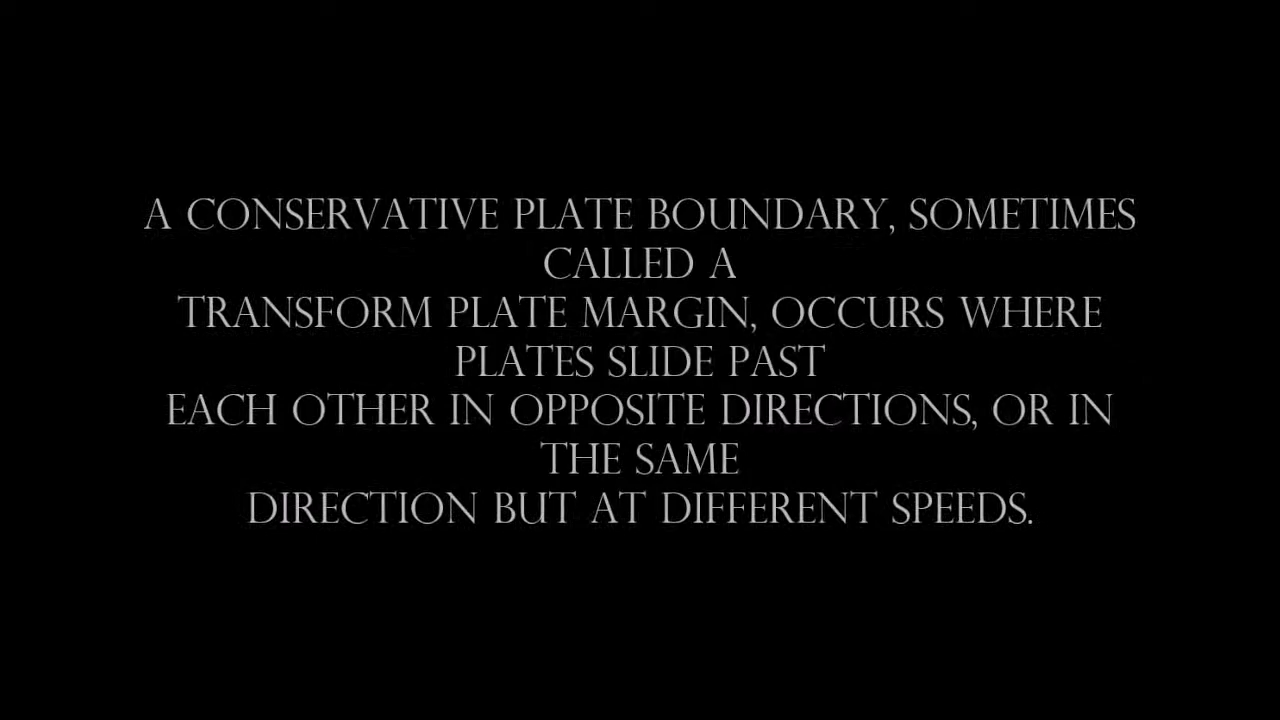 A CONSERVATIVE PLATE BOUNDARY, SOMETIMES
CALLED A
TRANSFORM PLATE MARGIN, OCCURS WHERE
PLATES SLIDE PAST
EACH OTHER IN OPPOSITE DIRECTIONS, OR IN
THE SAME
DIRECTION BUT AT DIFFERENT SPEEDS.